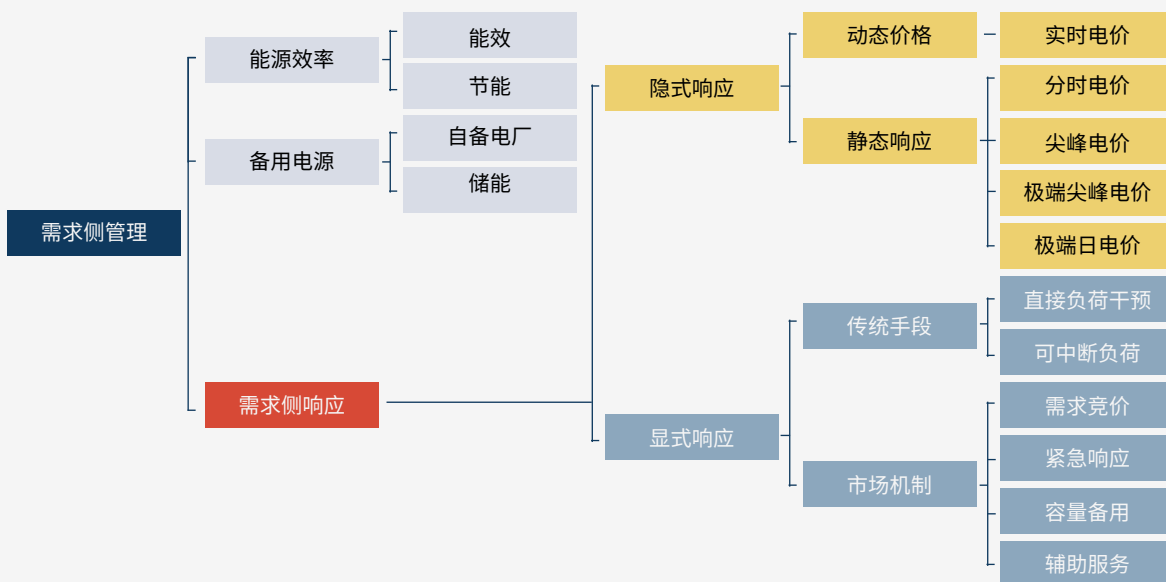 需求侧管理
能源效率
能效
节能
备用电源
自备电厂
储能
需求侧响应
隐式响应
动态价格
实时电价
静态响应
分时电价
尖峰电价
极端尖峰电价
极端日电价
显式响应
传统手段
直接负荷干预
可中断负荷
市场机制
需求竞价
紧急响应
容量备用
辅助服务